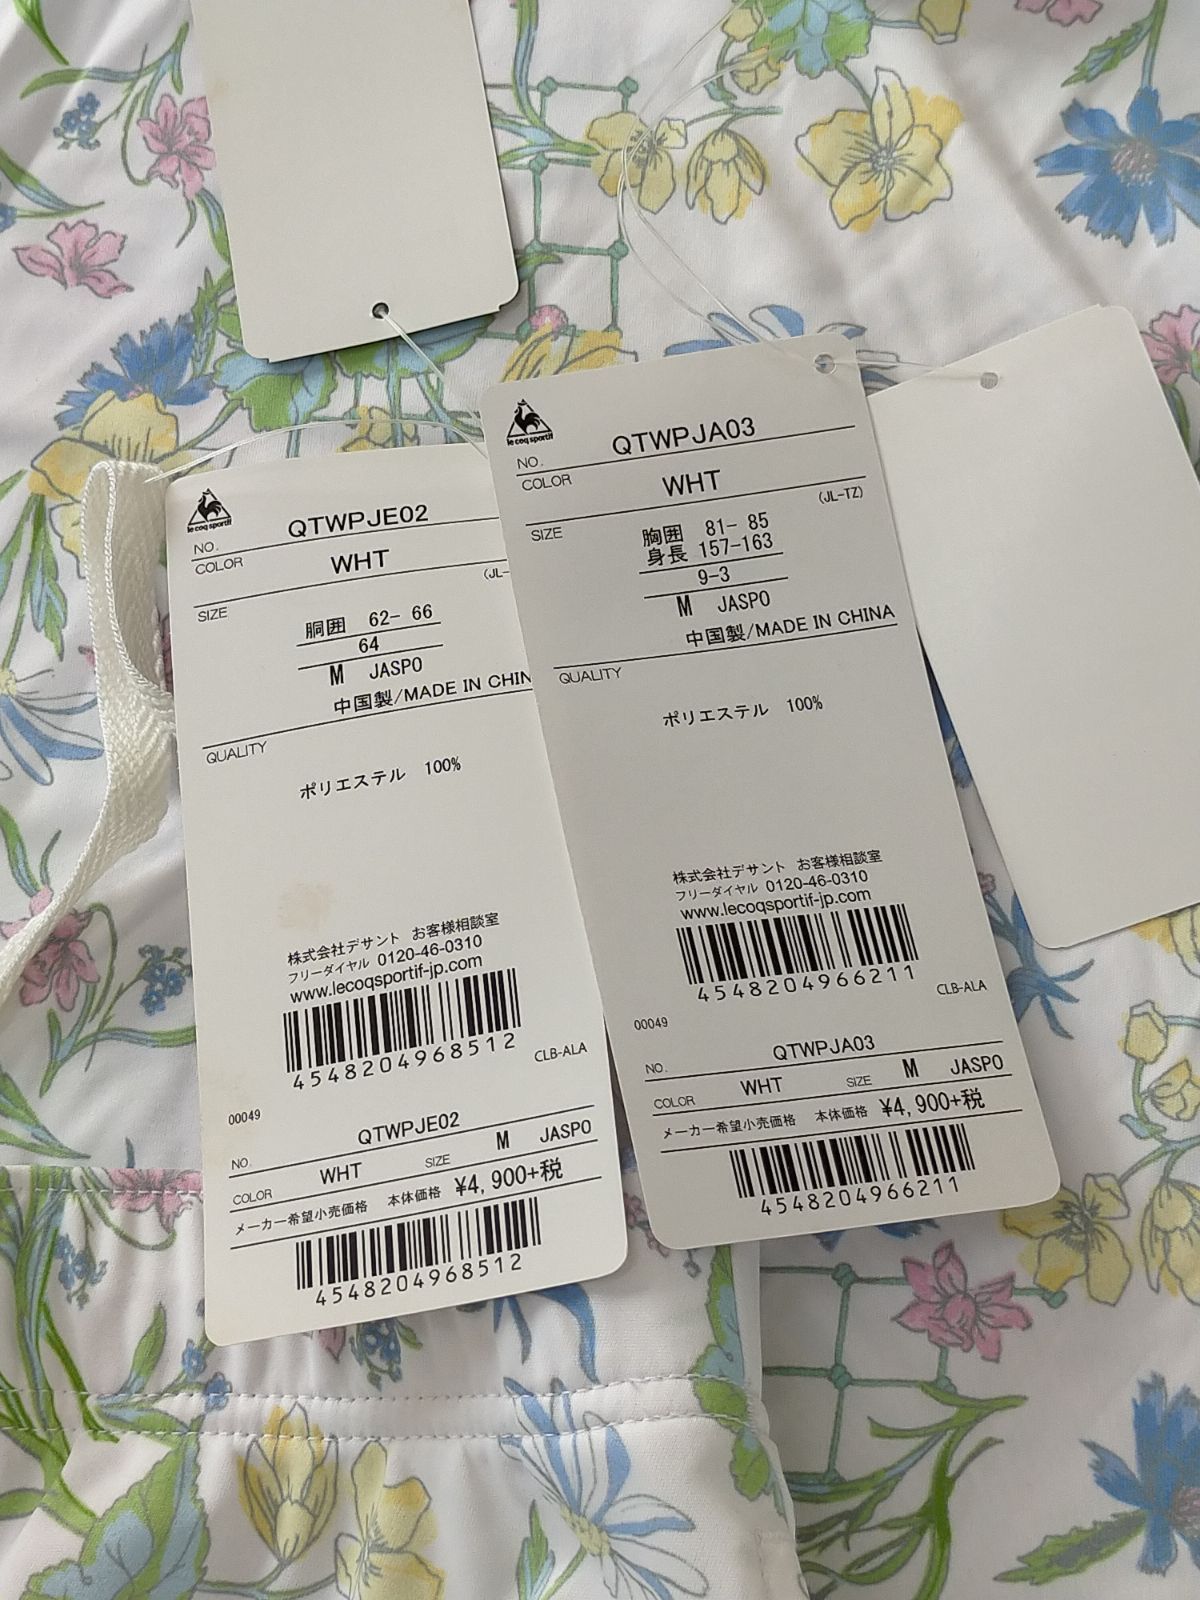 le coq sportif
NO. QTWPJE02
COLOR WHT
(JL-
SIZE
胴囲 62- 66
64
M JASPO
中国製/MADE IN CHIN
QUALITY
ポリエステル 100%
株式会社デサント お客様相談室
フリーダイヤル 0120-46-0310
www.lecoqsportif-jp.com
4548204968512
CLB-ALA
00049
NO. QTWPJE02
COLOR WHT SIZE M JASPO
メーカー希望小売価格 本体価格 ¥4,900+税
4548204968512
le coq sportif
NO. QTWPJA03
COLOR WHT
(JL-TZ)
SIZE
胸囲 81- 85
身長 157-163
9-3
M JASPO
中国製/MADE IN CHINA
QUALITY
ポリエステル 100%
株式会社デサント お客様相談室
フリーダイヤル 0120-46-0310
www.lecoqsportif-jp.com
4548204966211
CLB-ALA
00049
NO. QTWPJA03
COLOR WHT SIZE M JASPO
メーカー希望小売価格 本体価格 ¥4,900+税
4548204966211